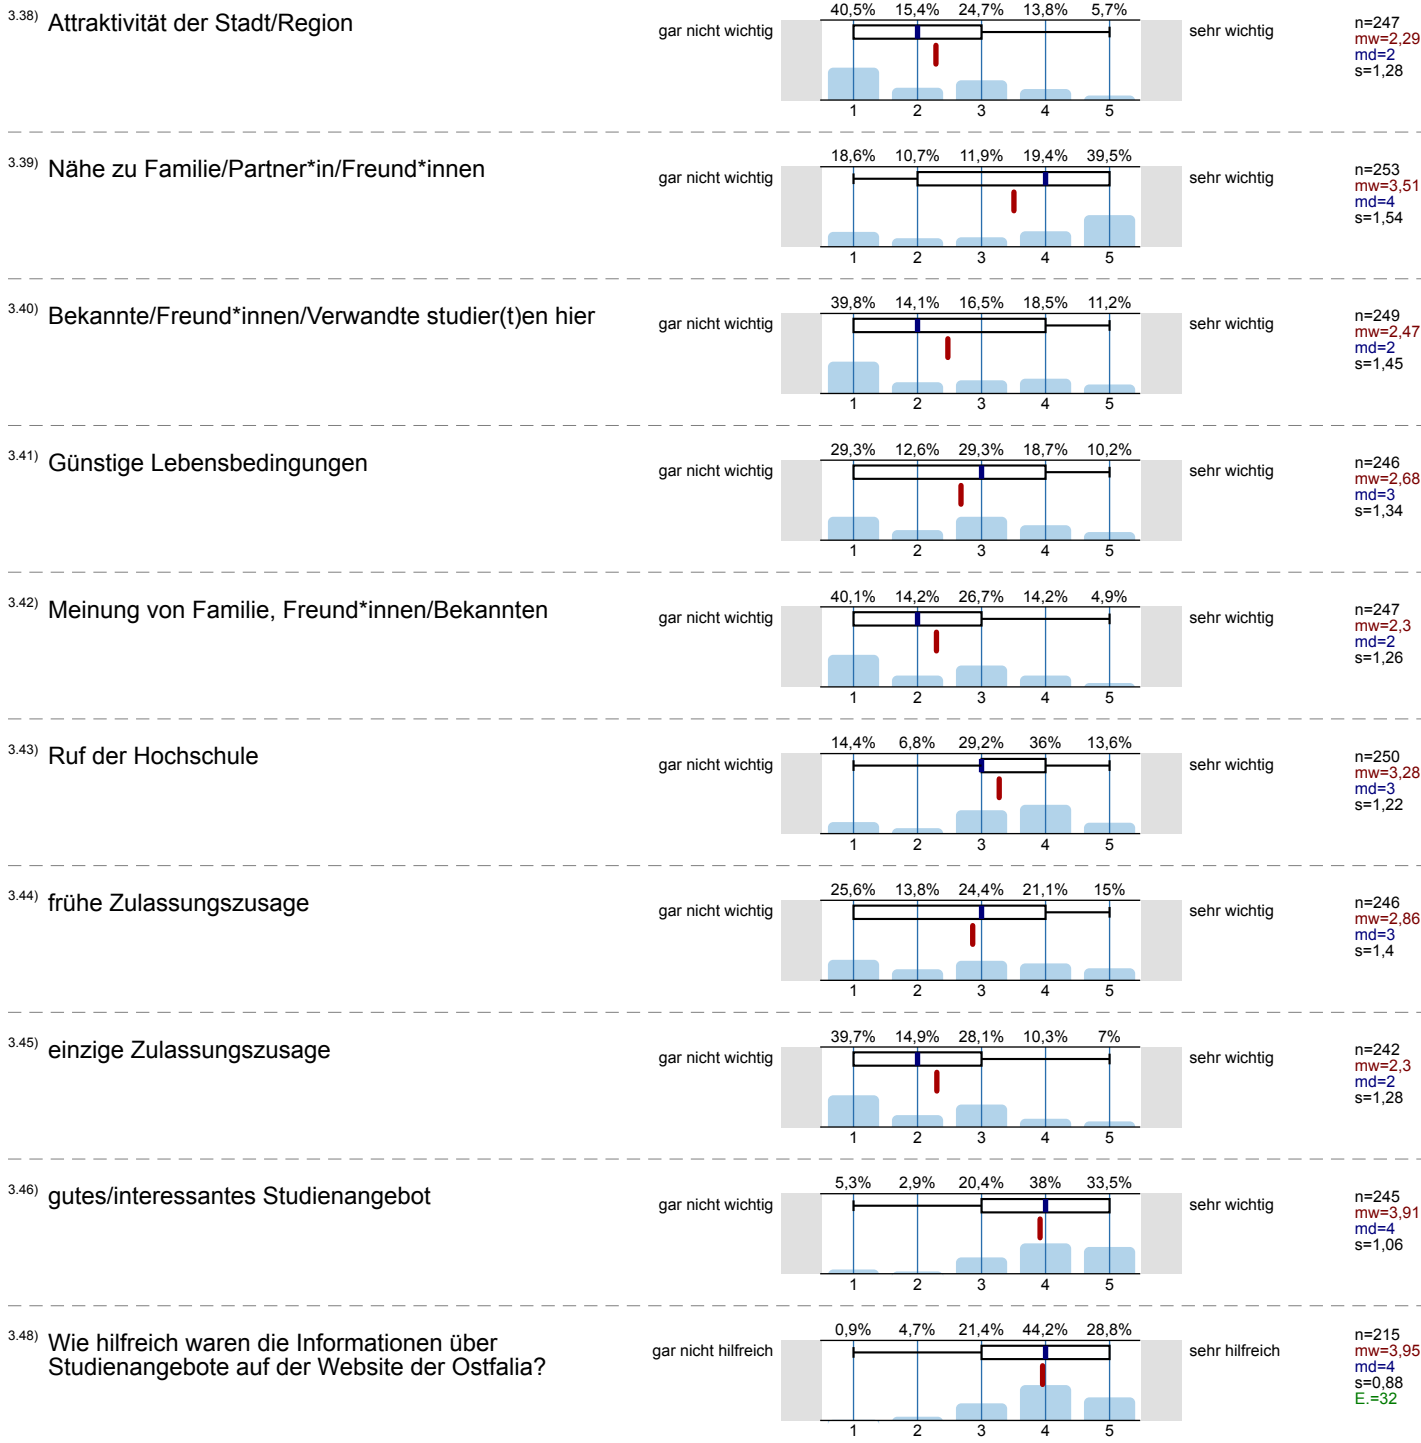 3.38) Attraktivität der Stadt/Region
gar nicht wichtig
40,5% 15,4% 24,7% 13,8% 5,7%
1 2 3 4 5
sehr wichtig
n=247
mw=2,29
md=2
s=1,28
3.39) Nähe zu Familie/Partner*in/Freund*innen
gar nicht wichtig
18,6% 10,7% 11,9% 19,4% 39,5%
1 2 3 4 5
sehr wichtig
n=253
mw=3,51
md=4
s=1,54
3.40) Bekannte/Freund*innen/Verwandte studier(t)en hier
gar nicht wichtig
39,8% 14,1% 16,5% 18,5% 11,2%
1 2 3 4 5
sehr wichtig
n=249
mw=2,47
md=2
s=1,45
3.41) Günstige Lebensbedingungen
gar nicht wichtig
29,3% 12,6% 29,3% 18,7% 10,2%
1 2 3 4 5
sehr wichtig
n=246
mw=2,68
md=3
s=1,34
3.42) Meinung von Familie, Freund*innen/Bekannten
gar nicht wichtig
40,1% 14,2% 26,7% 14,2% 4,9%
1 2 3 4 5
sehr wichtig
n=247
mw=2,3
md=2
s=1,26
3.43) Ruf der Hochschule
gar nicht wichtig
14,4% 6,8% 29,2% 36% 13,6%
1 2 3 4 5
sehr wichtig
n=250
mw=3,28
md=3
s=1,22
3.44) frühe Zulassungszusage
gar nicht wichtig
25,6% 13,8% 24,4% 21,1% 15%
1 2 3 4 5
sehr wichtig
n=246
mw=2,86
md=3
s=1,4
3.45) einzige Zulassungszusage
gar nicht wichtig
39,7% 14,9% 28,1% 10,3% 7%
1 2 3 4 5
sehr wichtig
n=242
mw=2,3
md=2
s=1,28
3.46) gutes/interessantes Studienangebot
gar nicht wichtig
5,3% 2,9% 20,4% 38% 33,5%
1 2 3 4 5
sehr wichtig
n=245
mw=3,91
md=4
s=1,06
3.48) Wie hilfreich waren die Informationen über
Studienangebote auf der Website der Ostfalia?
gar nicht hilfreich
0,9% 4,7% 21,4% 44,2% 28,8%
1 2 3 4 5
sehr hilfreich
n=215
mw=3,95
md=4
s=0,88
E.=32